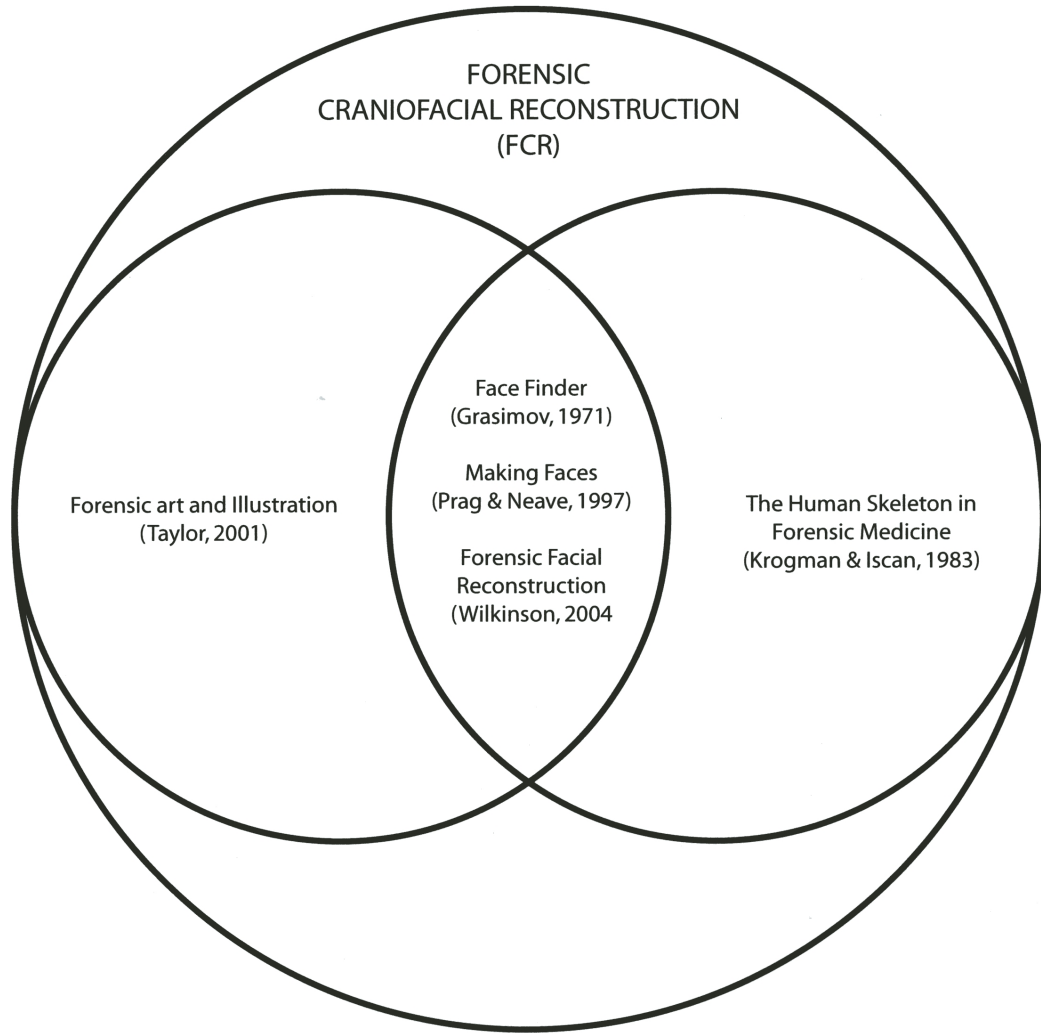 FORENSIC
CRANIOFACIAL RECONSTRUCTION
(FCR)
Forensic art and Illustration
(Taylor, 2001)
Face Finder
(Grasimov, 1971)
Making Faces
(Prag & Neave, 1997)
Forensic Facial
Reconstruction
(Wilkinson, 2004
The Human Skeleton in
Forensic Medicine
(Krogman & Iscan, 1983)